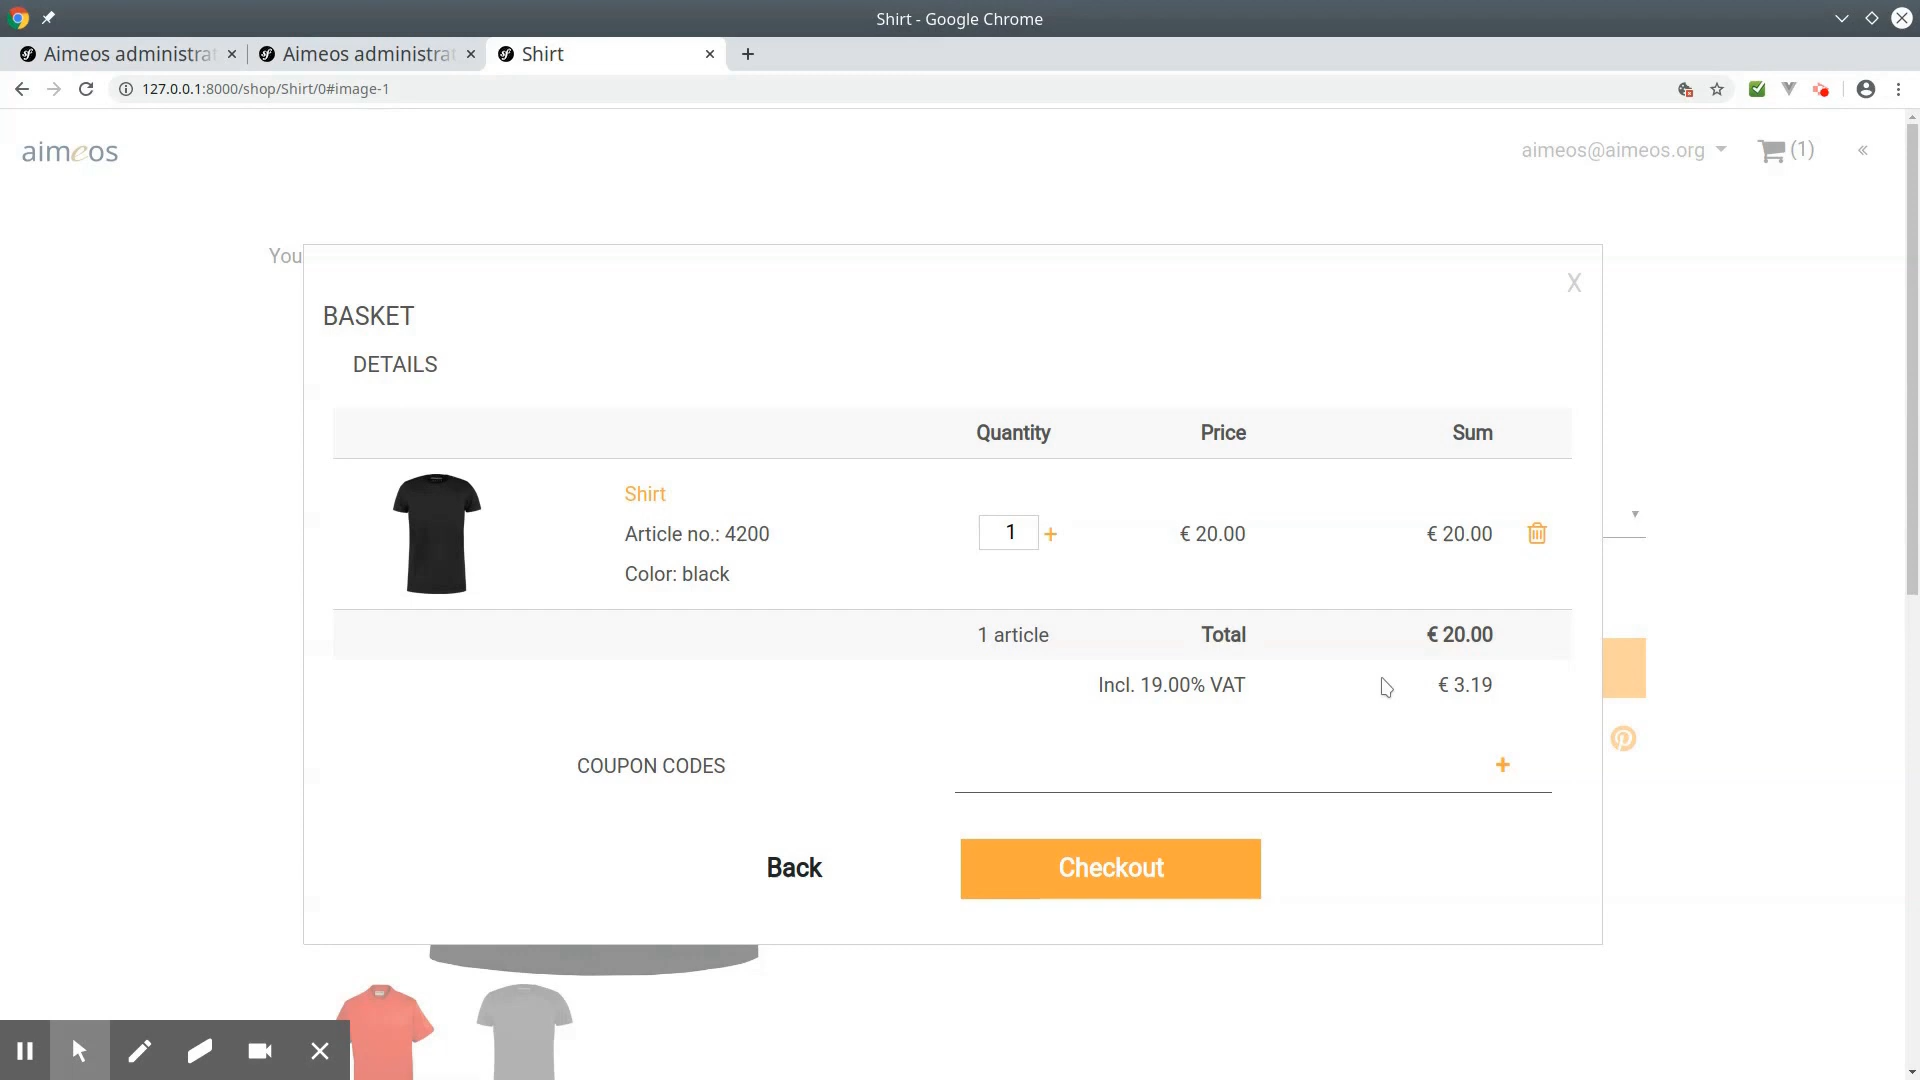 Shirt - Google Chrome
Aimeos administrat
Aimeos administrat
Shirt
127.0.0.1:8000/shop/Shirt/0#image-1
aimeos
aimeos@aimeos.org
(1)
«
You
X
BASKET
DETAILS
Quantity Price Sum
Shirt
Article no.: 4200
Color: black
1 +
€ 20.00
€ 20.00
1 article Total € 20.00
Incl. 19.00% VAT € 3.19
COUPON CODES +
Back Checkout